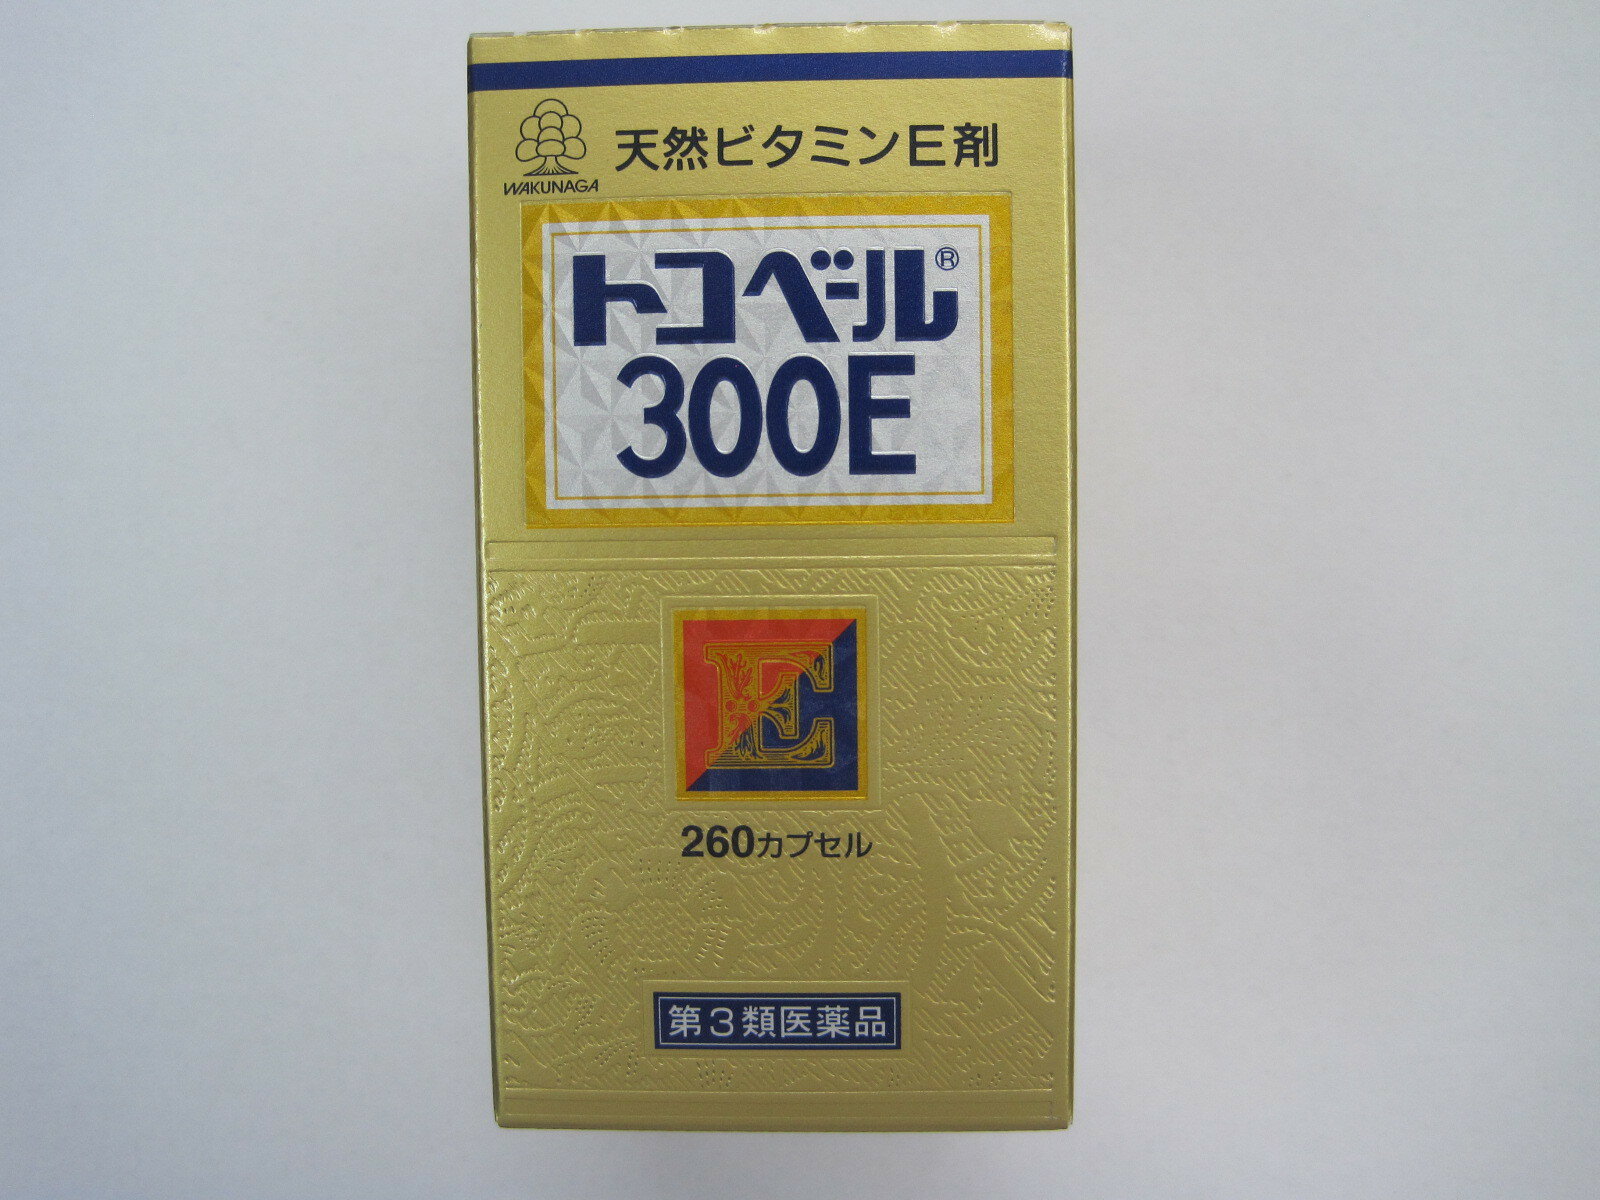 天然ビタミンE剤
WAKUNAGA
トコベール®
300E
E
260カプセル
第3類医薬品